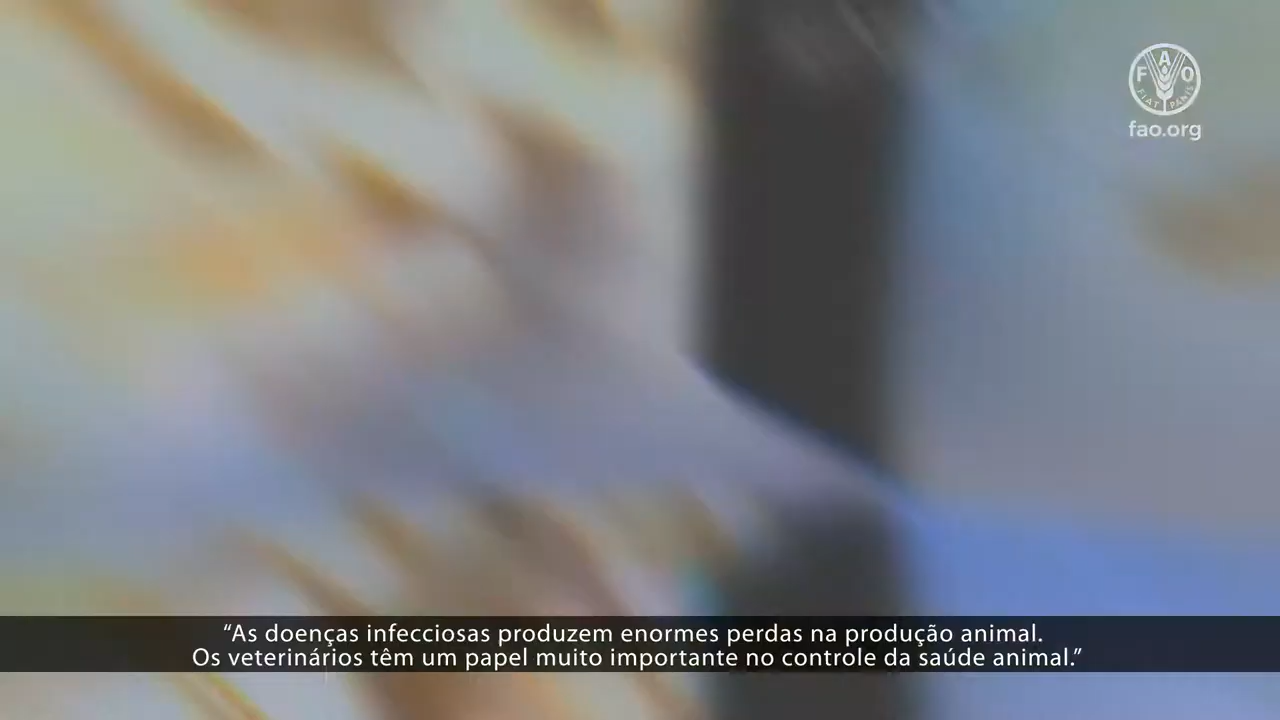 FAO
FIAT PANIS
fao.org
“As doenças infecciosas produzem enormes perdas na produção animal.
Os veterinários têm um papel muito importante no controle da saúde animal.”